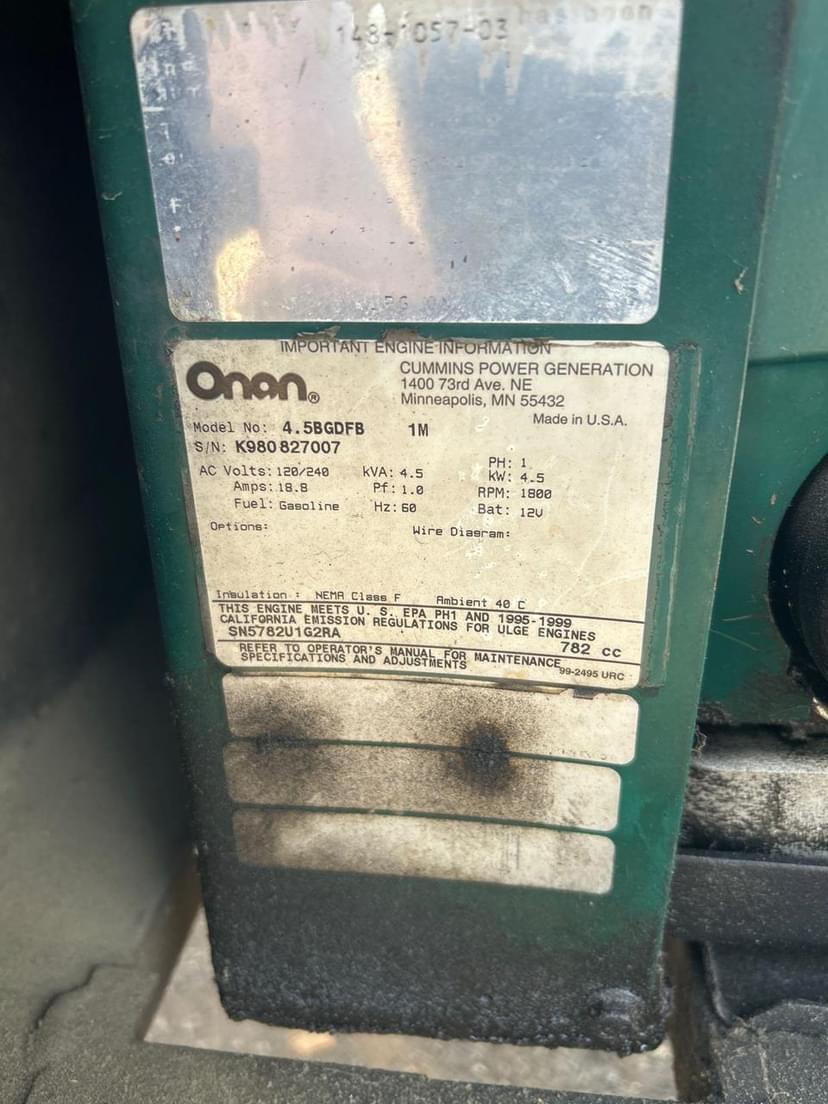 148-1057-03
has been
IMPORTANT ENGINE INFORMATION
Onan®
CUMMINS POWER GENERATION
1400 73rd Ave. NE
Minneapolis, MN 55432
Made in U.S.A.
Model No: 4.5BGDFB 1M
S/N: K980827007
AC Volts: 120/240 kVA: 4.5 PH: 1
Amps: 18.8 Pf: 1.0 kW: 4.5
Fuel: Gasoline Hz: 60 RPM: 1800
Bat: 12V
Options: Wire Diagram:
Insulation : NEMA Class F Ambient 40 C
THIS ENGINE MEETS U. S. EPA PH1 AND 1995-1999
CALIFORNIA EMISSION REGULATIONS FOR ULGE ENGINES
SN5782U1G2RA 782 cc
REFER TO OPERATOR'S MANUAL FOR MAINTENANCE
SPECIFICATIONS AND ADJUSTMENTS
99-2495 URC